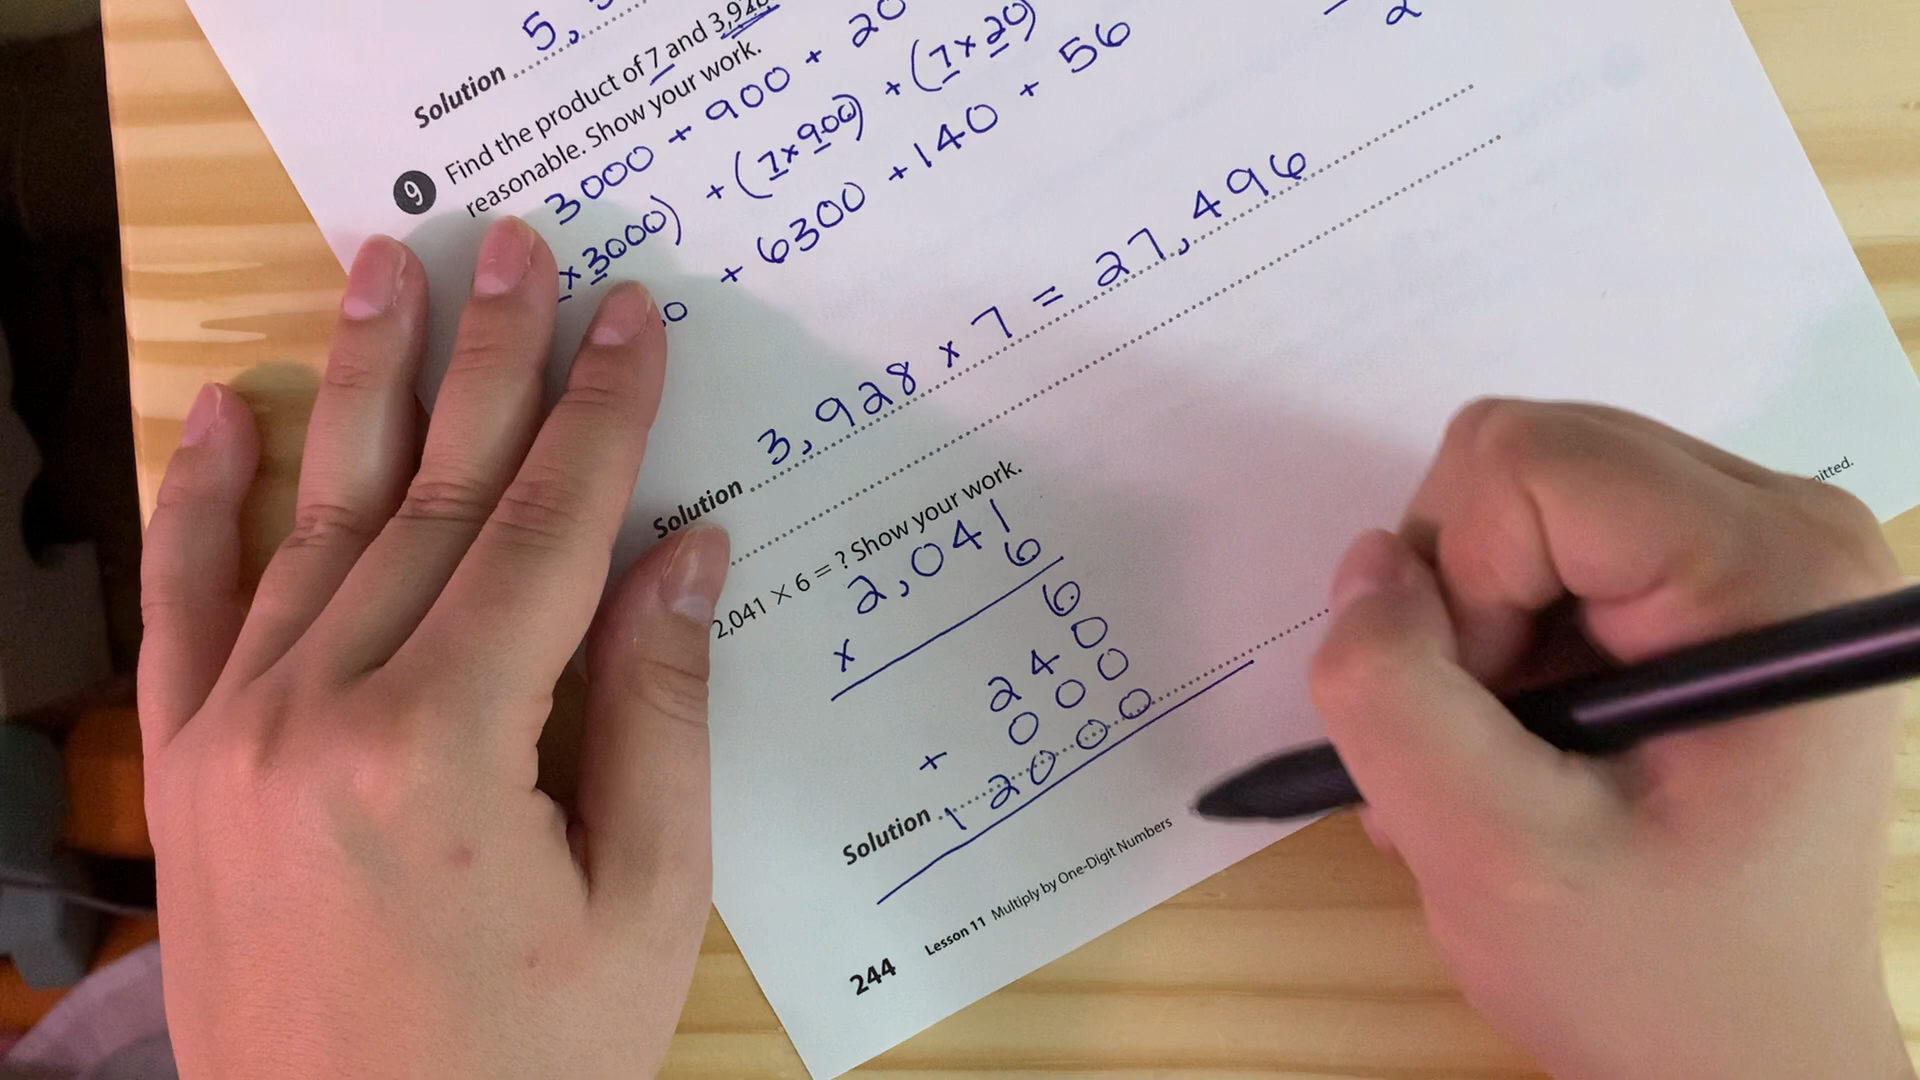 Solution 5,
9 Find the product of 7 and 3,928
reasonable. Show your work.
3000 + 900 + 20
x 3000) + (7 x 900) + (7 x 20)
0 + 6300 + 140 + 56
2
Solution 3,928 x 7 = 27,496
2,041 × 6 = ? Show your work.
2,041
x 6
6
240
+ 000
Solution 12000
244 Lesson 11 Multiply by One-Digit Numbers